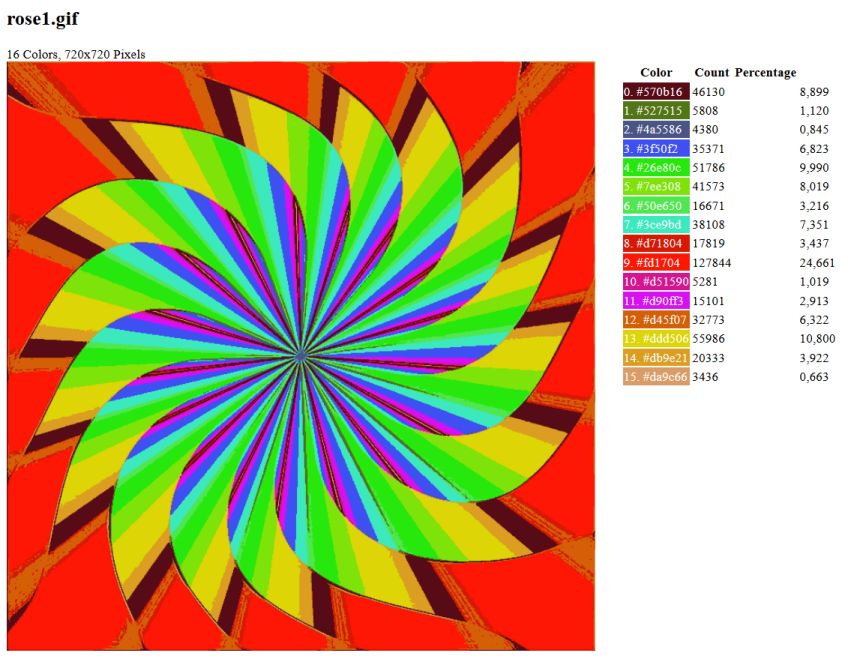 rose1.gif
16 Colors, 720x720 Pixels
Color Count Percentage
0. #570b16 46130 8,899
1. #527515 5808 1,120
2. #4a5586 4380 0,845
3. #3f50f2 35371 6,823
4. #26e80c 51786 9,990
5. #7ee308 41573 8,019
6. #50e650 16671 3,216
7. #3ce9bd 38108 7,351
8. #d71804 17819 3,437
9. #fd1704 127844 24,661
10. #d51590 5281 1,019
11. #d90ff3 15101 2,913
12. #d45f07 32773 6,322
13. #ddd506 55986 10,800
14. #db9e21 20333 3,922
15. #da9c66 3436 0,663